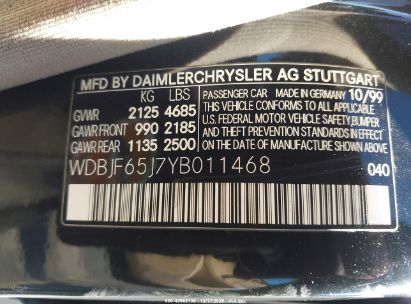 MFD BY DAIMLERCHRYSLER AG STUTTGART
KG LBS
GVWR 2125 4685
GAWR FRONT 990 2185
GAWR REAR 1135 2500
PASSENGER CAR MADE IN GERMANY 10/99
THIS VEHICLE CONFORMS TO ALL APPLICABLE
U.S. FEDERAL MOTOR VEHICLE SAFETY, BUMPER
AND THEFT PREVENTION STANDARDS IN EFFECT
ON THE DATE OF MANUFACTURE SHOWN ABOVE
WDBJF65J7YB011468
040